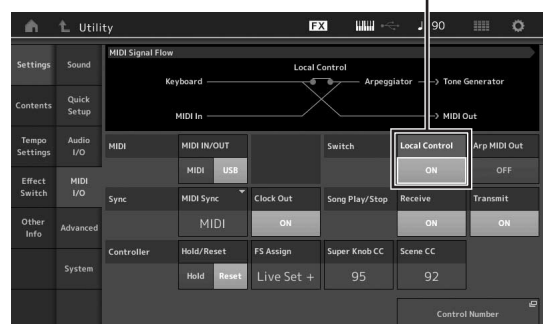 Utility
FX
90
MIDI Signal Flow
Local Control
Keyboard
Arpeggiator
Tone Generator
MIDI In
MIDI Out
Settings
Sound
Contents
Quick Setup
Tempo Settings
Audio I/O
Effect Switch
MIDI I/O
Other Info
Advanced
System
MIDI
MIDI IN/OUT
MIDI
USB
Switch
Local Control
ON
Arp MIDI Out
OFF
Sync
MIDI Sync
MIDI
Clock Out
ON
Song Play/Stop
Receive
ON
Transmit
ON
Controller
Hold/Reset
Hold
Reset
FS Assign
Live Set +
Super Knob CC
95
Scene CC
92
Control Number